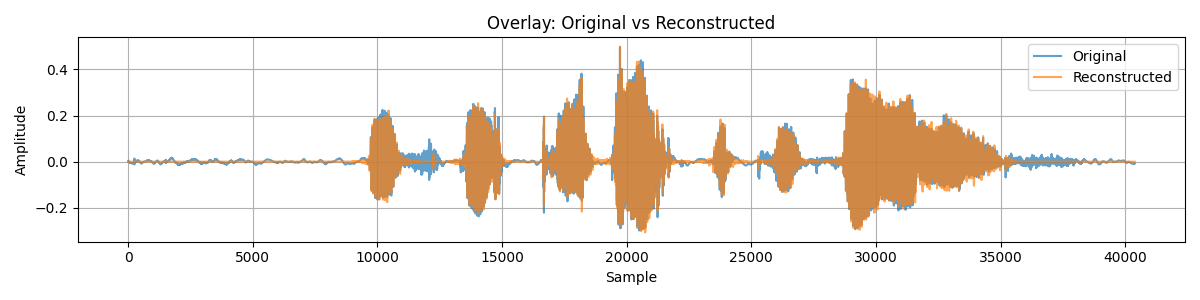 Overlay: Original vs Reconstructed
Original
Reconstructed
Amplitude
0.4
0.2
0.0
−0.2
0 5000 10000 15000 20000 25000 30000 35000 40000
Sample